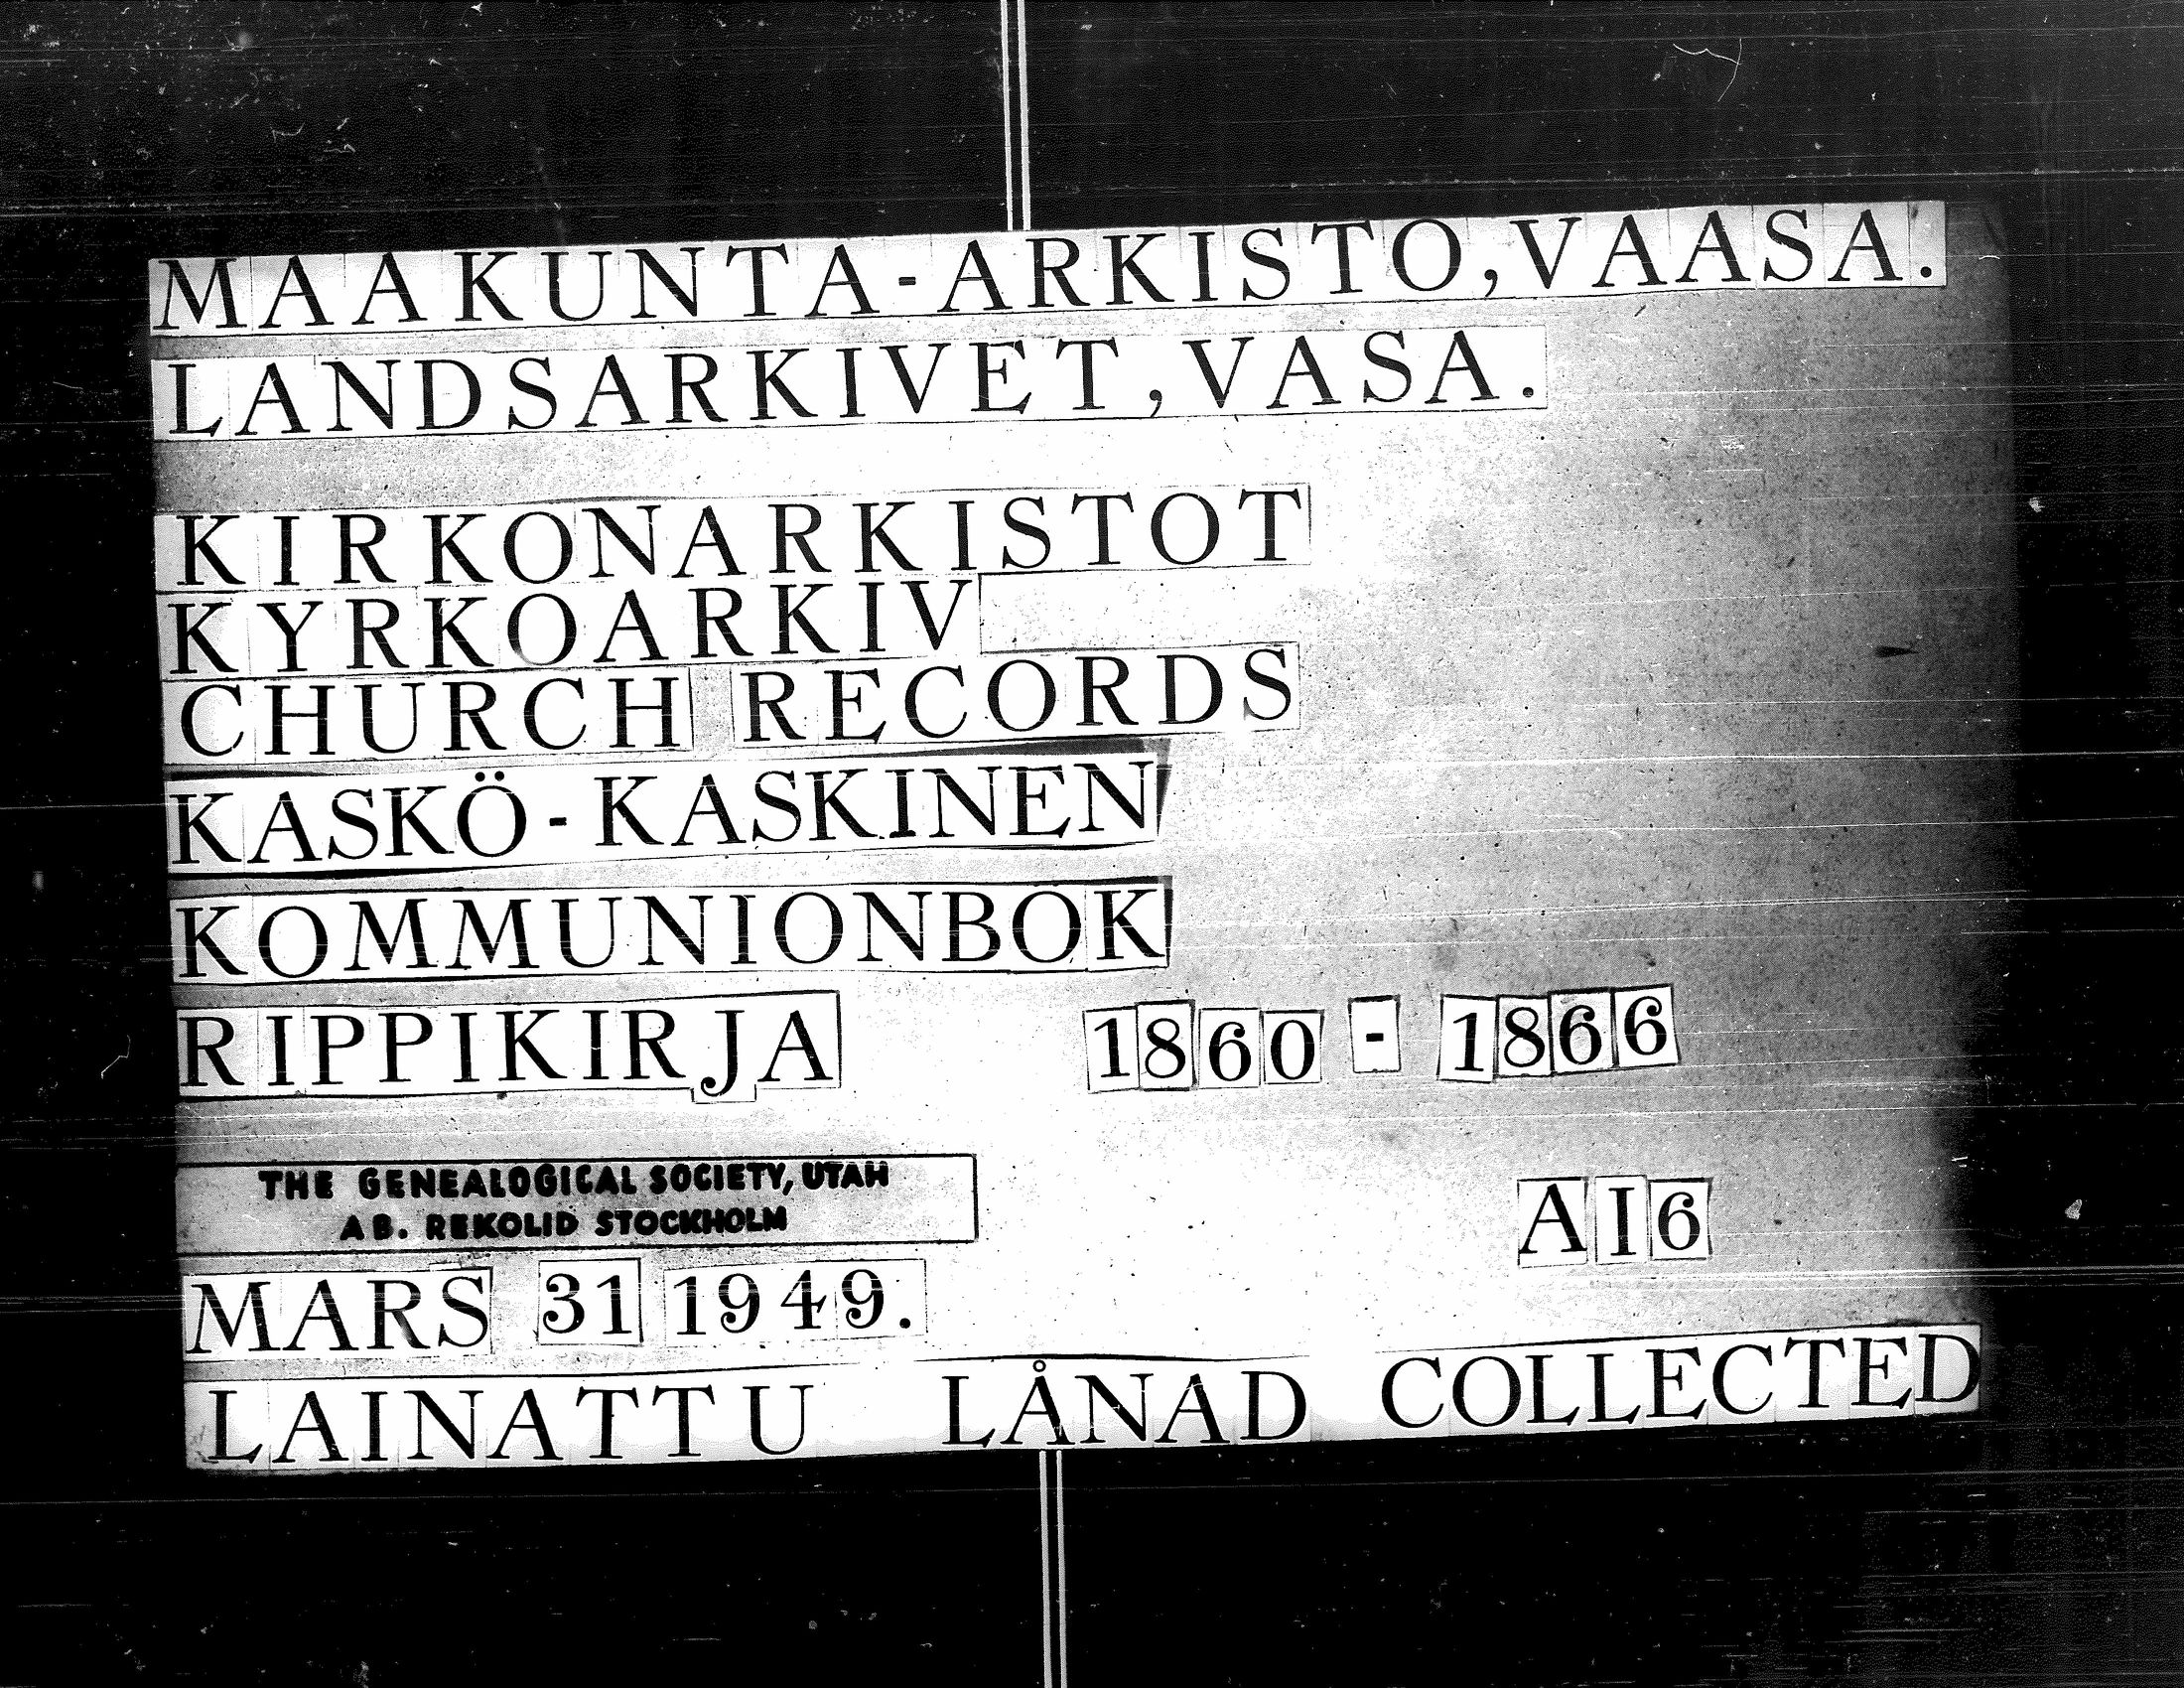 MAAKUNTA-ARKISTO, VAASA.
LANDSARKIVET, VASA.
KIRKONARKISTOT
KYRKOARKIV
CHURCH RECORDS
KASKÖ-KASKINEN
KOMMUNIONBOK
RIPPIKIRJA 1860 - 1866
THE GENEALOGICAL SOCIETY, UTAH
AB. REKOLID STOCKHOLM
A I 6
MARS 31 1949.
LAINATTU LÅNAD COLLECTED